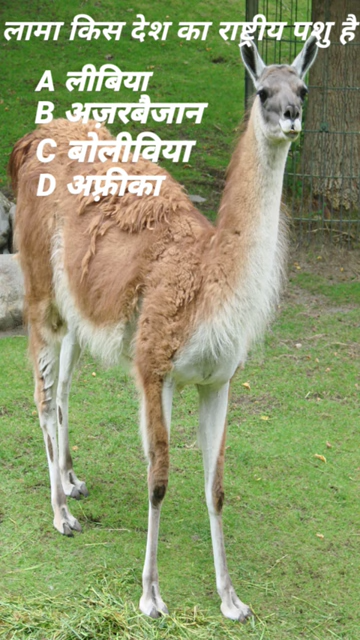 लामा किस देश का राष्ट्रीय पशु है
A लीबिया
B अज़रबैजान
C बोलीविया
D अफ़्रीका